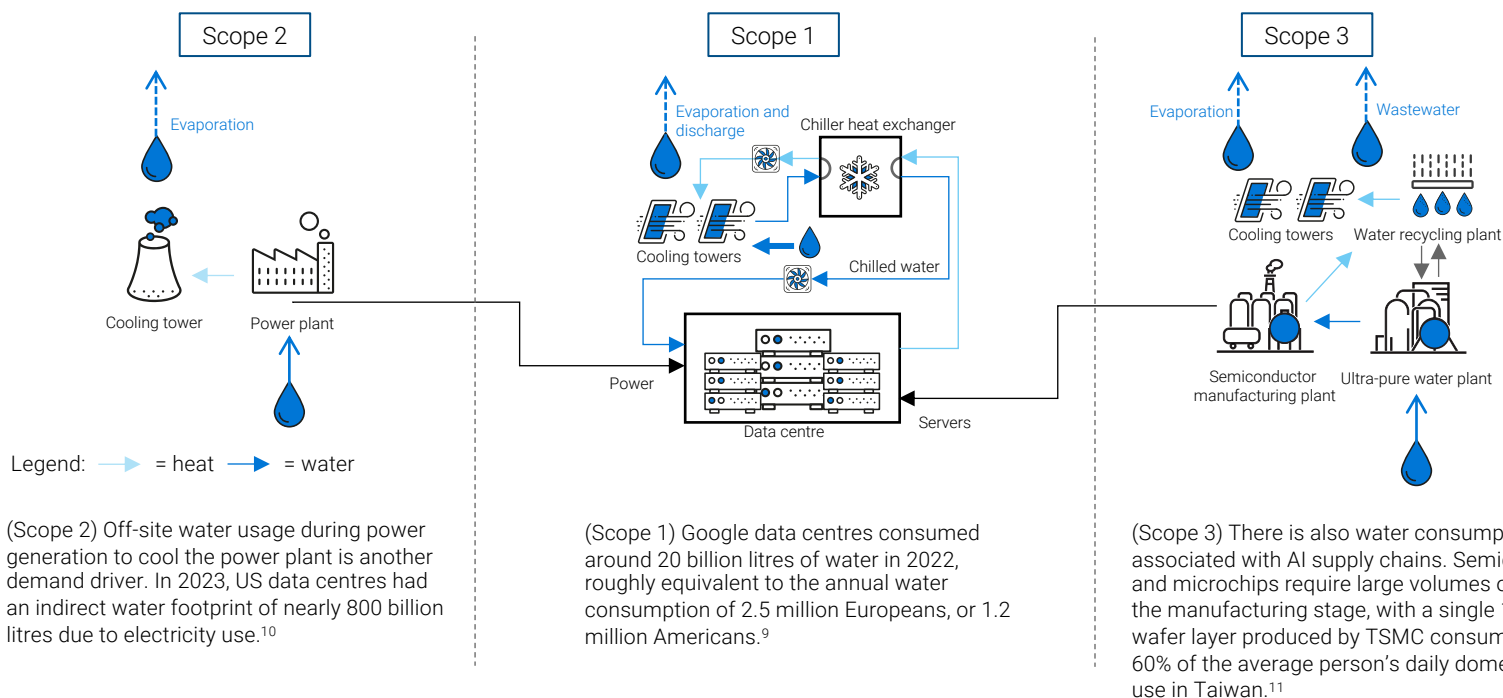 Scope 2
Evaporation
Cooling tower
Power plant
Legend:
= heat
= water
(Scope 2) Off-site water usage during power
generation to cool the power plant is another
demand driver. In 2023, US data centres had
an indirect water footprint of nearly 800 billion
litres due to electricity use.10
Scope 1
Evaporation and
discharge
Chiller heat exchanger
Cooling towers
Chilled water
Power
Servers
Data centre
(Scope 1) Google data centres consumed
around 20 billion litres of water in 2022,
roughly equivalent to the annual water
consumption of 2.5 million Europeans, or 1.2
million Americans.9
Scope 3
Evaporation
Wastewater
Cooling towers
Water recycling plant
Semiconductor
manufacturing plant
Ultra-pure water plant
(Scope 3) There is also water
associated with AI supply chains.
and microchips require large volumes
the manufacturing stage, with a single
wafer layer produced by TSMC
60% of the average person's daily
use in Taiwan.11